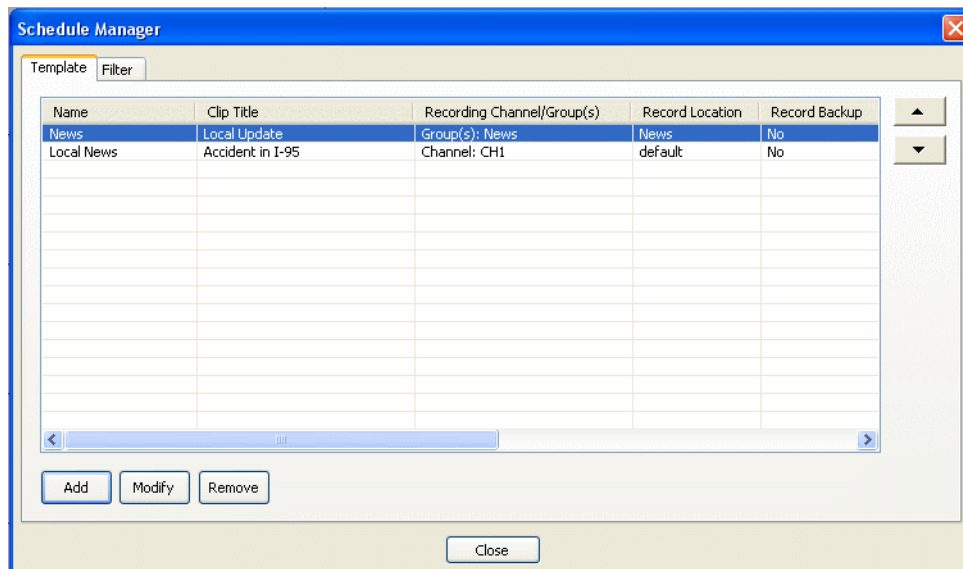 Schedule Manager
Template Filter
Name Clip Title Recording Channel/Group(s) Record Location Record Backup
News Local Update Group(s): News News No
Local News Accident in I-95 Channel: CH1 default No
Add Modify Remove
Close